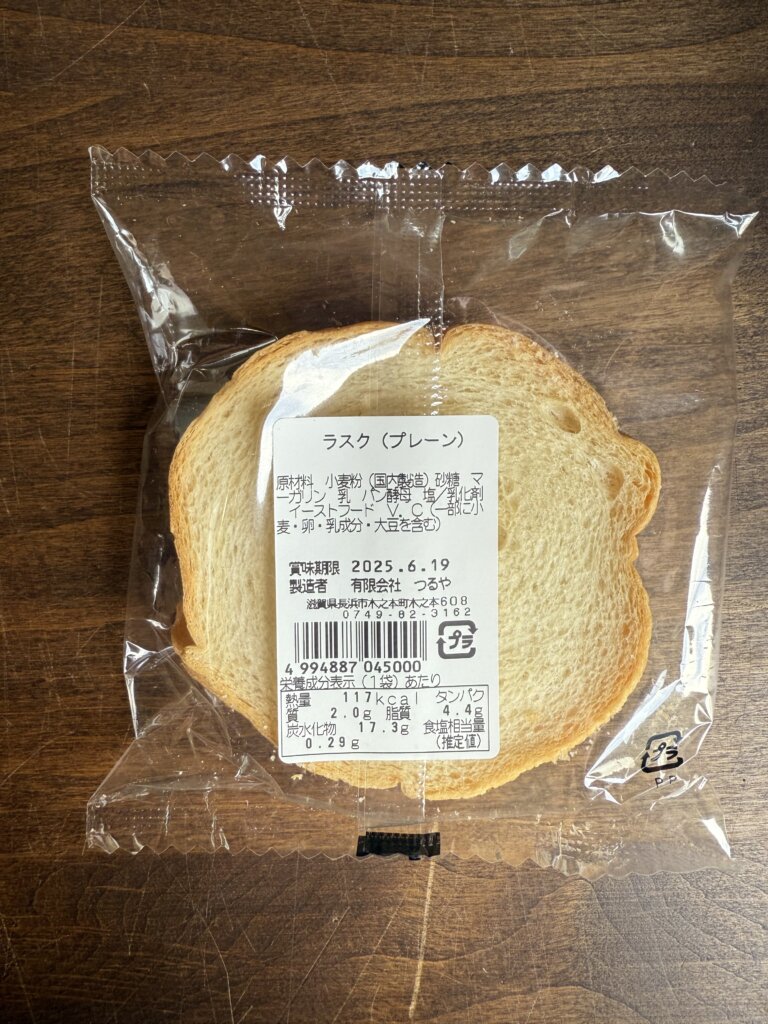 ラスク（プレーン）
原材料 小麦粉（国内製造）砂糖 マ
ーガリン 乳 パン酵母 塩／乳化剤
イーストフード V．C（一部に小
麦・卵・乳成分・大豆を含む）
賞味期限 2025.6.19
製造者 有限会社 つるや
滋賀県長浜市木之本町木之本608
0749-82-3162
プラ
4 994887 045000
栄養成分表示（1袋）あたり
熱量 117kcal タンパク
質 2.0g 脂質 4.4g
炭水化物 17.3g 食塩相当量
0.29g （推定値）
プラ
PP